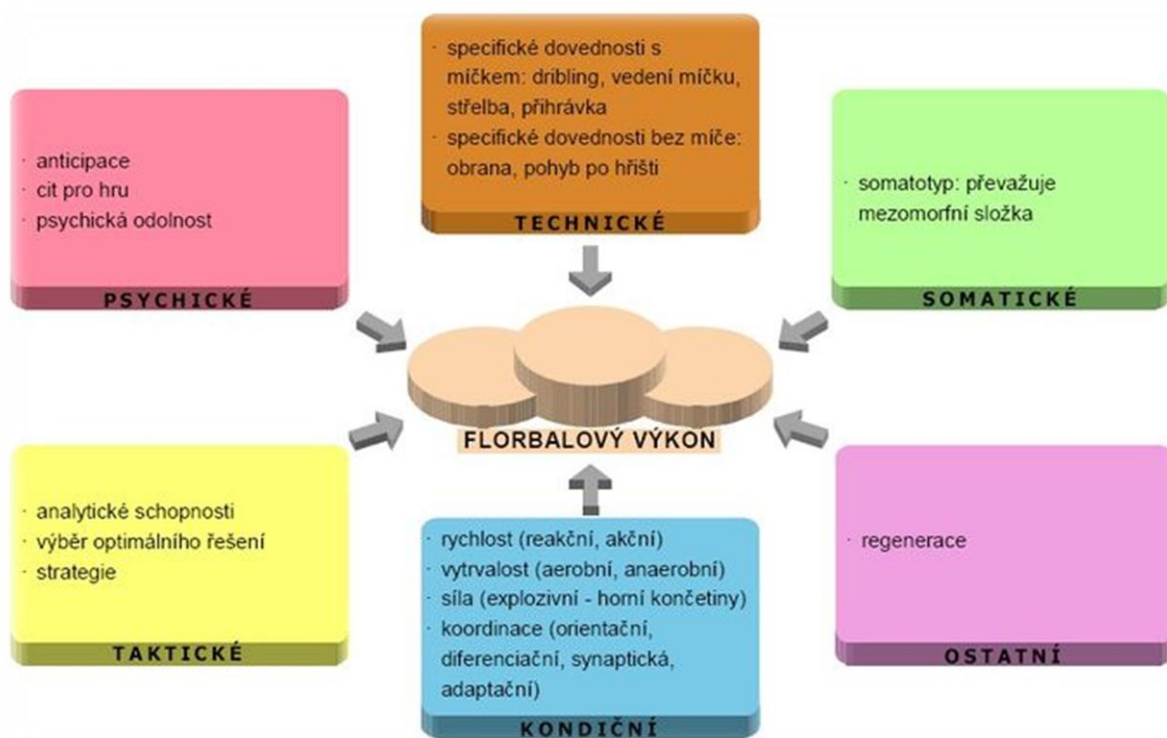 · specifické dovednosti s
míčkem: dribling, vedení míčku,
střelba, přihrávka
· specifické dovednosti bez míče:
obrana, pohyb po hřišti
TECHNICKÉ
· anticipace
· cit pro hru
· psychická odolnost
PSYCHICKÉ
· somatotyp: převažuje
mezomorfní složka
SOMATICKÉ
FLORBALOVÝ VÝKON
· analytické schopnosti
· výběr optimálního řešení
· strategie
TAKTICKÉ
· rychlost (reakční, akční)
· vytrvalost (aerobní, anaerobní)
· síla (explozivní - horní končetiny)
· koordinace (orientační,
diferenciační, synaptická,
adaptační)
KONDIČNÍ
· regenerace
OSTATNÍ